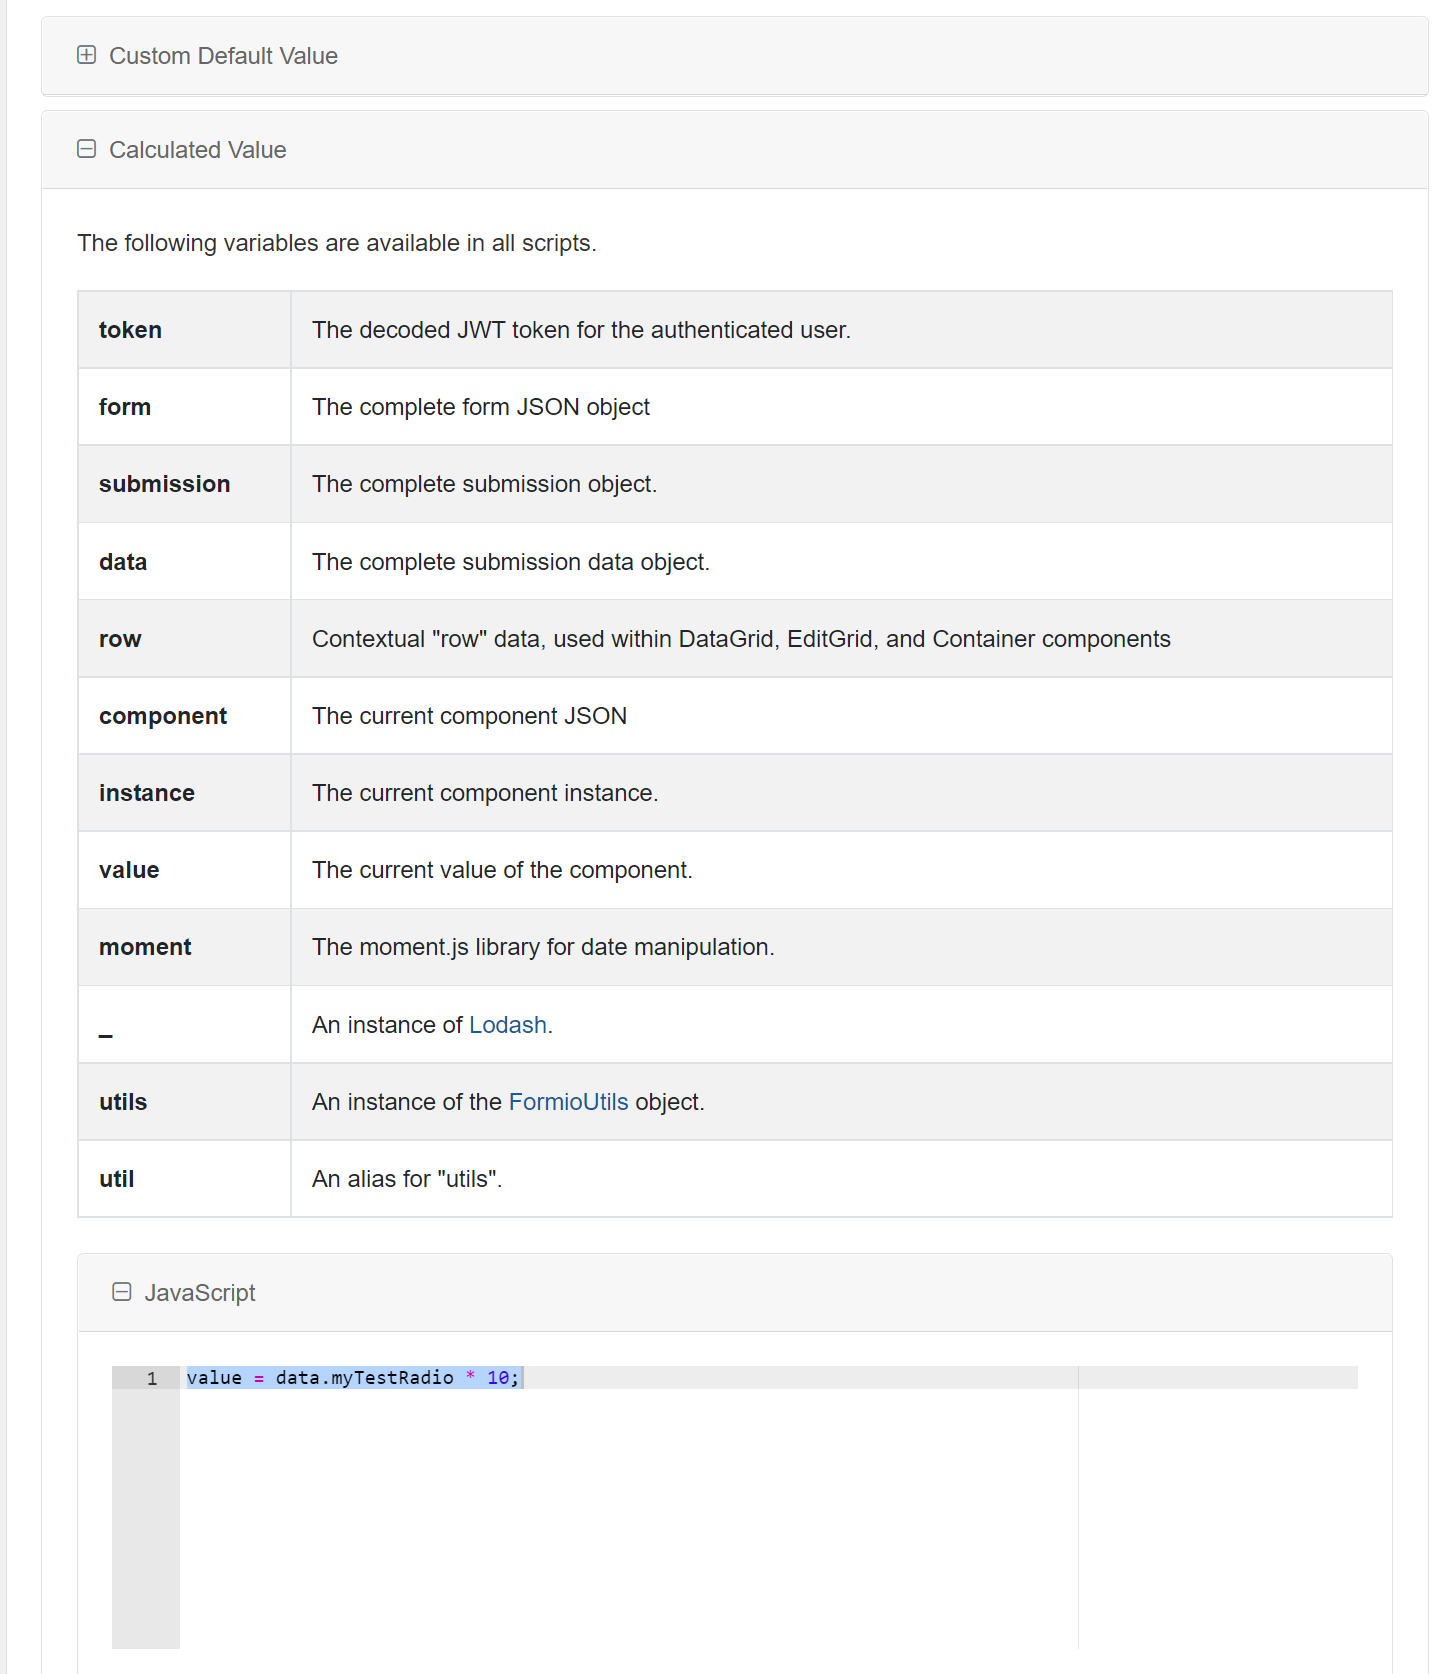 Custom Default Value
Calculated Value
The following variables are available in all scripts.
token The decoded JWT token for the authenticated user.
form The complete form JSON object
submission The complete submission object.
data The complete submission data object.
row Contextual "row" data, used within DataGrid, EditGrid, and Container components
component The current component JSON
instance The current component instance.
value The current value of the component.
moment The moment.js library for date manipulation.
_ An instance of Lodash.
utils An instance of the FormioUtils object.
util An alias for "utils".
JavaScript
1 value = data.myTestRadio * 10;